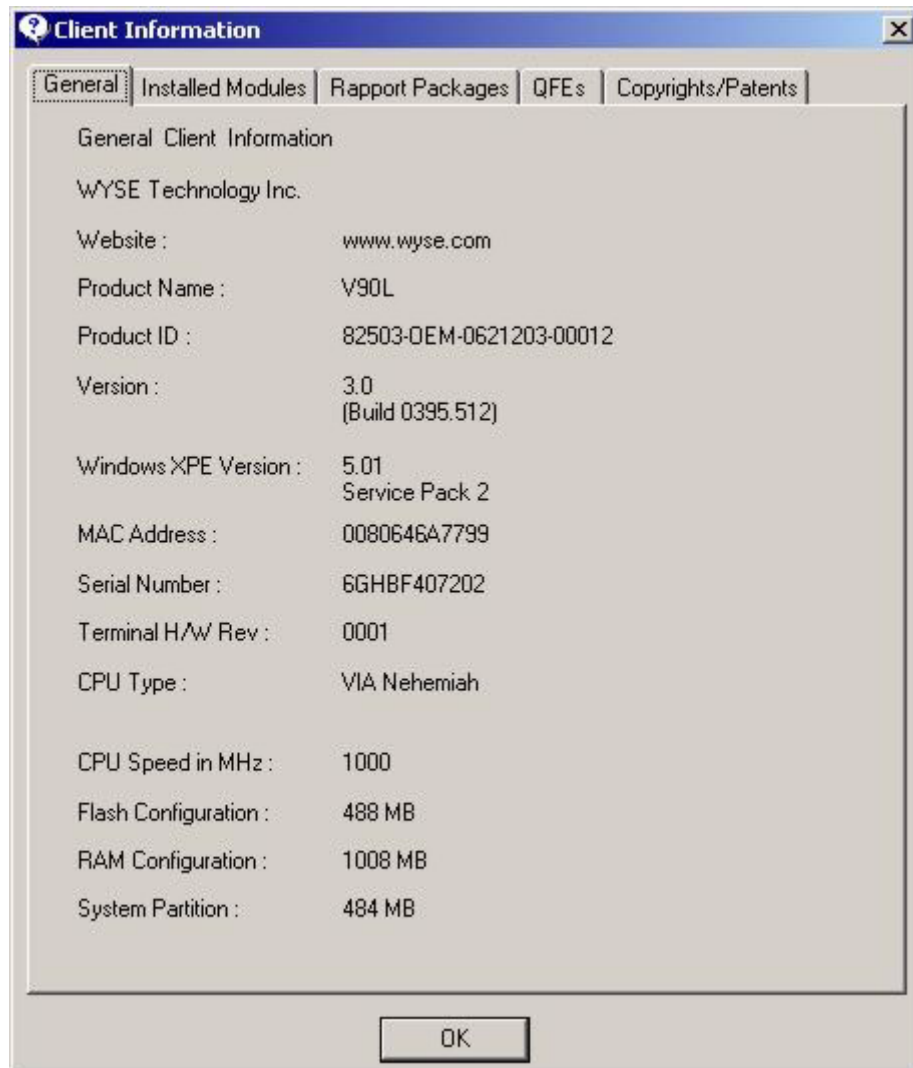 Client Information
General Installed Modules Rapport Packages QFEs Copyrights/Patents
General Client Information
WYSE Technology Inc.
Website : www.wyse.com
Product Name : V90L
Product ID : 82503-OEM-0621203-00012
Version : 3.0
(Build 0395.512)
Windows XPE Version : 5.01
Service Pack 2
MAC Address : 0080646A7799
Serial Number : 6GHBF407202
Terminal H/W Rev : 0001
CPU Type : VIA Nehemiah
CPU Speed in MHz : 1000
Flash Configuration : 488 MB
RAM Configuration : 1008 MB
System Partition : 484 MB
OK